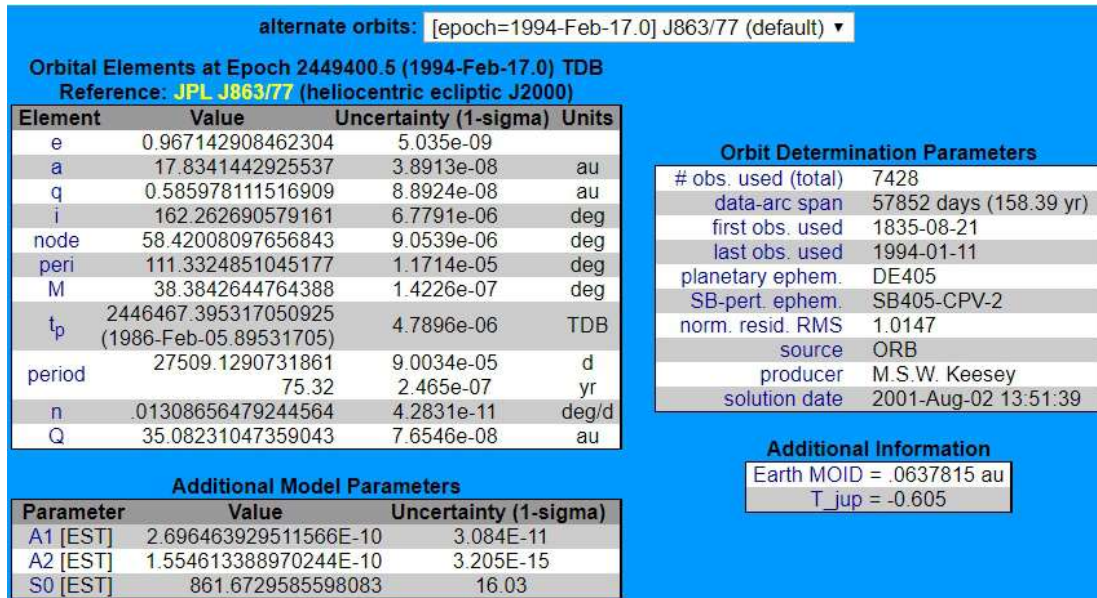 alternate orbits: [epoch=1994-Feb-17.0] J863/77 (default) ▼
Orbital Elements at Epoch 2449400.5 (1994-Feb-17.0) TDB
Reference: JPL J863/77 (heliocentric ecliptic J2000)
Element Value Uncertainty (1-sigma) Units
e 0.967142908462304 5.035e-09
a 17.8341442925537 3.8913e-08 au
q 0.585978111516909 8.8924e-08 au
i 162.262690579161 6.7791e-06 deg
node 58.42008097656843 9.0539e-06 deg
peri 111.3324851045177 1.1714e-05 deg
M 38.3842644764388 1.4226e-07 deg
tp 2446467.395317050925 4.7896e-06 TDB
(1986-Feb-05.89531705)
period 27509.1290731861 9.0034e-05 d
75.32 2.465e-07 yr
n .01308656479244564 4.2831e-11 deg/d
Q 35.08231047359043 7.6546e-08 au
Additional Model Parameters
Parameter Value Uncertainty (1-sigma)
A1 [EST] 2.696463929511566E-10 3.084E-11
A2 [EST] 1.554613388970244E-10 3.205E-15
S0 [EST] 861.6729585598083 16.03
Orbit Determination Parameters
# obs. used (total) 7428
data-arc span 57852 days (158.39 yr)
first obs. used 1835-08-21
last obs. used 1994-01-11
planetary ephem. DE405
SB-pert. ephem. SB405-CPV-2
norm. resid. RMS 1.0147
source ORB
producer M.S.W. Keesey
solution date 2001-Aug-02 13:51:39
Additional Information
Earth MOID = .0637815 au
T_jup = -0.605